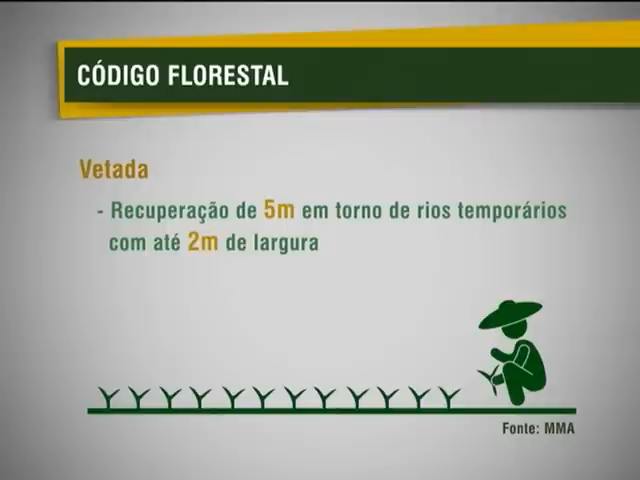 CÓDIGO FLORESTAL
Vetada
- Recuperação de 5m em torno de rios temporários
com até 2m de largura
Fonte: MMA